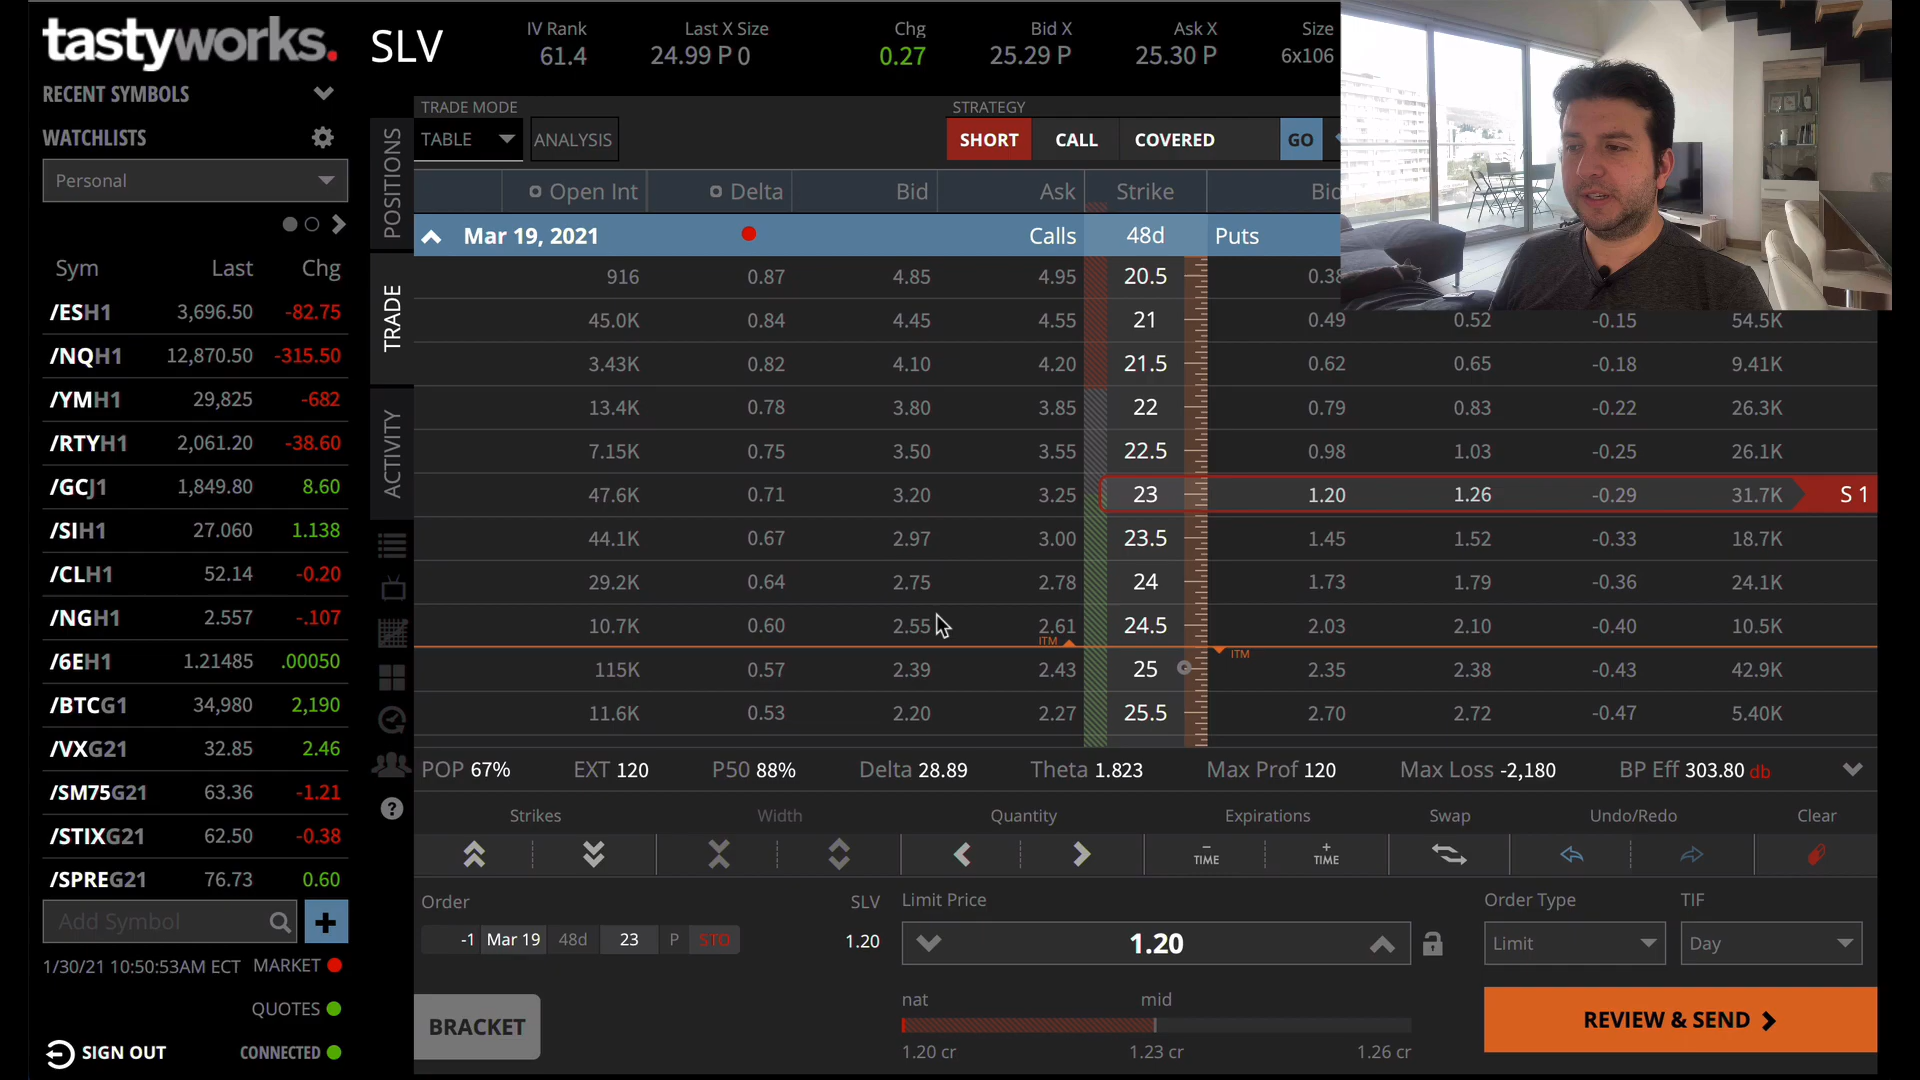 tastyworks.
SLV
IV Rank
61.4
Last X Size
24.99 P 0
Chg
0.27
Bid X
25.29 P
Ask X
25.30 P
Size
6x106
RECENT SYMBOLS
WATCHLISTS
Personal
Sym Last Chg
/ESH1 3,696.50 -82.75
/NQH1 12,870.50 -315.50
/YMH1 29,825 -682
/RTYH1 2,061.20 -38.60
/GCJ1 1,849.80 8.60
/SIH1 27.060 1.138
/CLH1 52.14 -0.20
/NGH1 2.557 -.107
/6EH1 1.21485 .00050
/BTCG1 34,980 2,190
/VXG21 32.85 2.46
/SM75G21 63.36 -1.21
/STIXG21 62.50 -0.38
/SPREG21 76.73 0.60
Add Symbol
1/30/21 10:50:53AM ECT MARKET
QUOTES
SIGN OUT CONNECTED
POSITIONS
TRADE
ACTIVITY
TRADE MODE
TABLE ANALYSIS
STRATEGY
SHORT CALL COVERED GO
Open Int Delta Bid Ask Strike Bid
Mar 19, 2021 Calls 48d Puts
916 0.87 4.85 4.95 20.5 0.38
45.0K 0.84 4.45 4.55 21 0.49 0.52 -0.15 54.5K
3.43K 0.82 4.10 4.20 21.5 0.62 0.65 -0.18 9.41K
13.4K 0.78 3.80 3.85 22 0.79 0.83 -0.22 26.3K
7.15K 0.75 3.50 3.55 22.5 0.98 1.03 -0.25 26.1K
47.6K 0.71 3.20 3.25 23 1.20 1.26 -0.29 31.7K S 1
44.1K 0.67 2.97 3.00 23.5 1.45 1.52 -0.33 18.7K
29.2K 0.64 2.75 2.78 24 1.73 1.79 -0.36 24.1K
10.7K 0.60 2.55 2.61 24.5 2.03 2.10 -0.40 10.5K
ITM ITM
115K 0.57 2.39 2.43 25 2.35 2.38 -0.43 42.9K
11.6K 0.53 2.20 2.27 25.5 2.70 2.72 -0.47 5.40K
POP 67% EXT 120 P50 88% Delta 28.89 Theta 1.823 Max Prof 120 Max Loss -2,180 BP Eff 303.80 db
Strikes Width Quantity Expirations Swap Undo/Redo Clear
− TIME + TIME
Order SLV Limit Price Order Type TIF
-1 Mar 19 48d 23 P STO 1.20 1.20 Limit Day
BRACKET
nat mid
1.20 cr 1.23 cr 1.26 cr
REVIEW & SEND